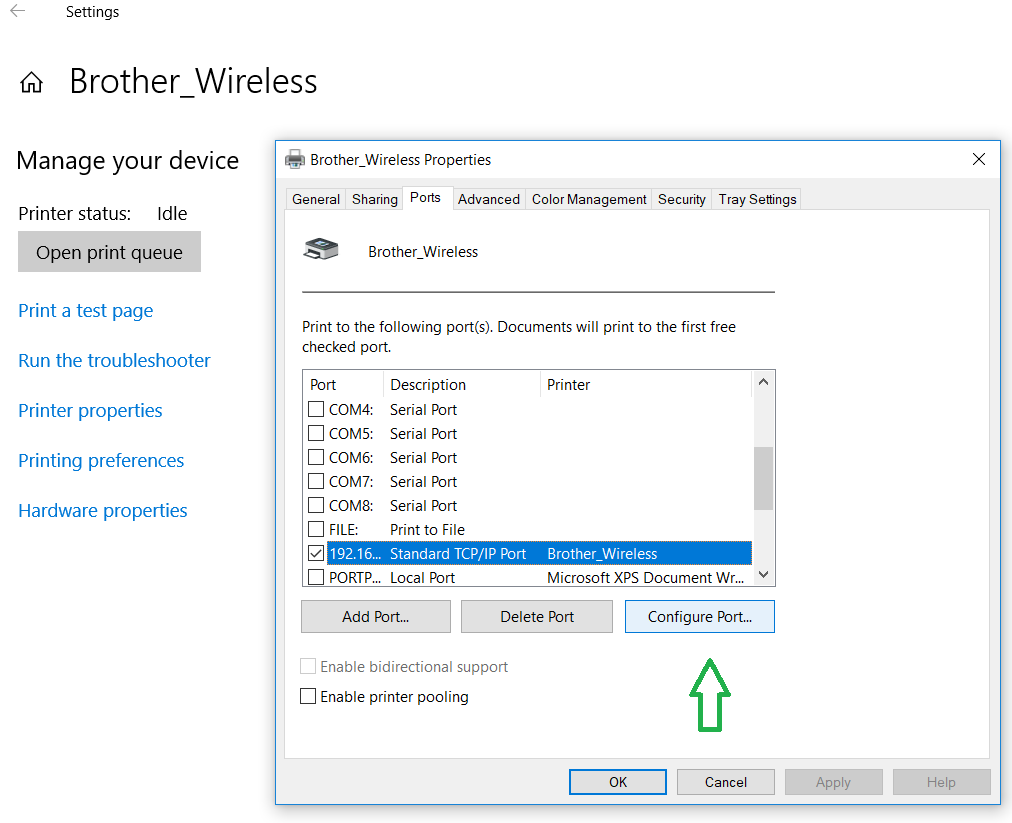 Settings
Brother_Wireless
Manage your device
Printer status: Idle
Open print queue
Print a test page
Run the troubleshooter
Printer properties
Printing preferences
Hardware properties
Brother_Wireless Properties
General Sharing Ports Advanced Color Management Security Tray Settings
Brother_Wireless
Print to the following port(s). Documents will print to the first free
checked port.
Port Description Printer
COM4: Serial Port
COM5: Serial Port
COM6: Serial Port
COM7: Serial Port
COM8: Serial Port
FILE: Print to File
192.16... Standard TCP/IP Port Brother_Wireless
PORTP... Local Port Microsoft XPS Document Wr...
Add Port... Delete Port Configure Port...
Enable bidirectional support
Enable printer pooling
OK Cancel Apply Help